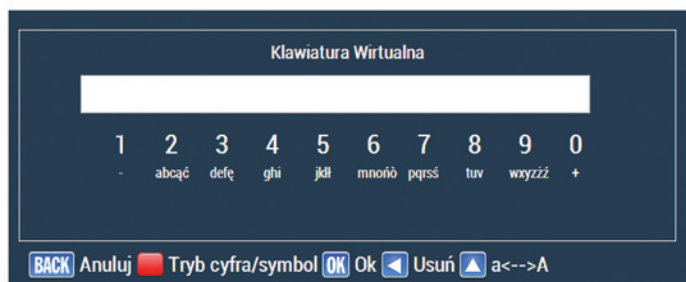 Klawiatura Wirtualna
1 2 3 4 5 6 7 8 9 0
- abcąć defę ghi jklł mnońò pqrsś tuv wxyzżź +
BACK Anuluj Tryb cyfra/symbol OK Ok Usuń a<-->A